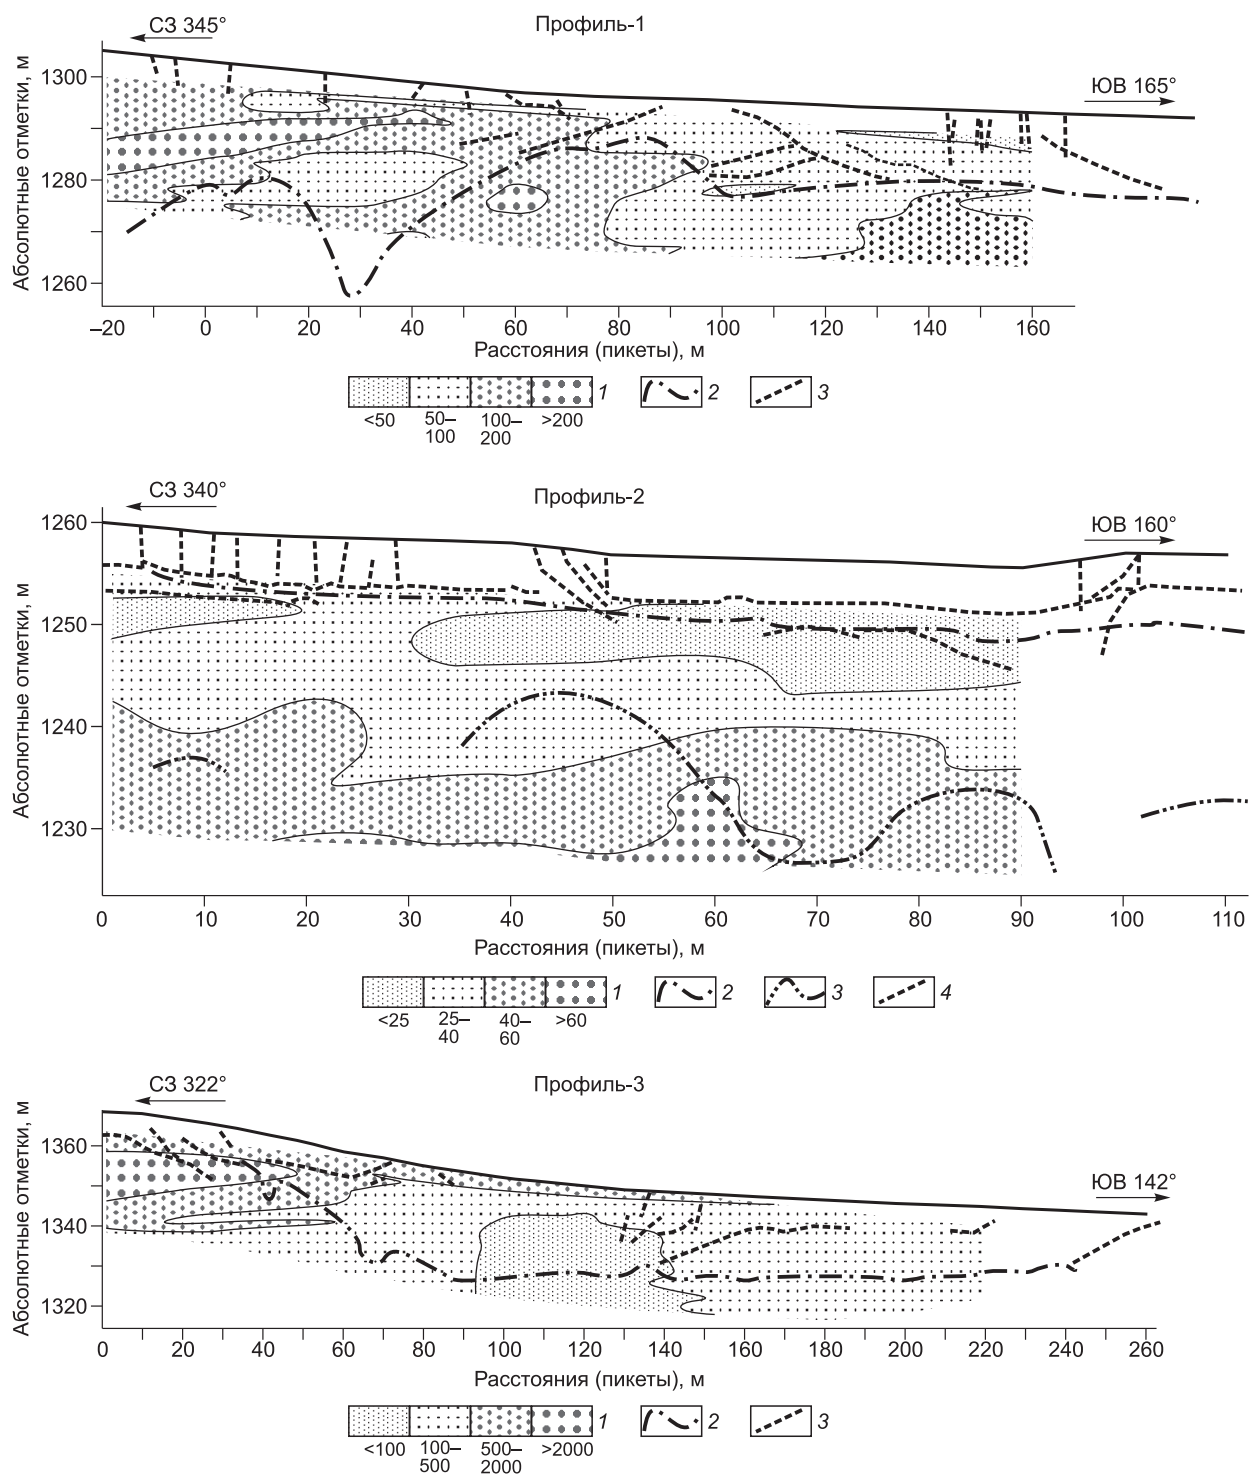 Профиль-1
СЗ 345°
ЮВ 165°
Абсолютные отметки, м
1300
1280
1260
–20 0 20 40 60 80 100 120 140 160
Расстояния (пикеты), м
1 2 3
<50 50–100 100–200 >200
Профиль-2
СЗ 340°
ЮВ 160°
Абсолютные отметки, м
1260
1250
1240
1230
0 10 20 30 40 50 60 70 80 90 100 110
Расстояния (пикеты), м
1 2 3 4
<25 25–40 40–60 >60
Профиль-3
СЗ 322°
ЮВ 142°
Абсолютные отметки, м
1360
1340
1320
0 20 40 60 80 100 120 140 160 180 200 220 240 260
Расстояния (пикеты), м
1 2 3
<100 100–500 500–2000 >2000